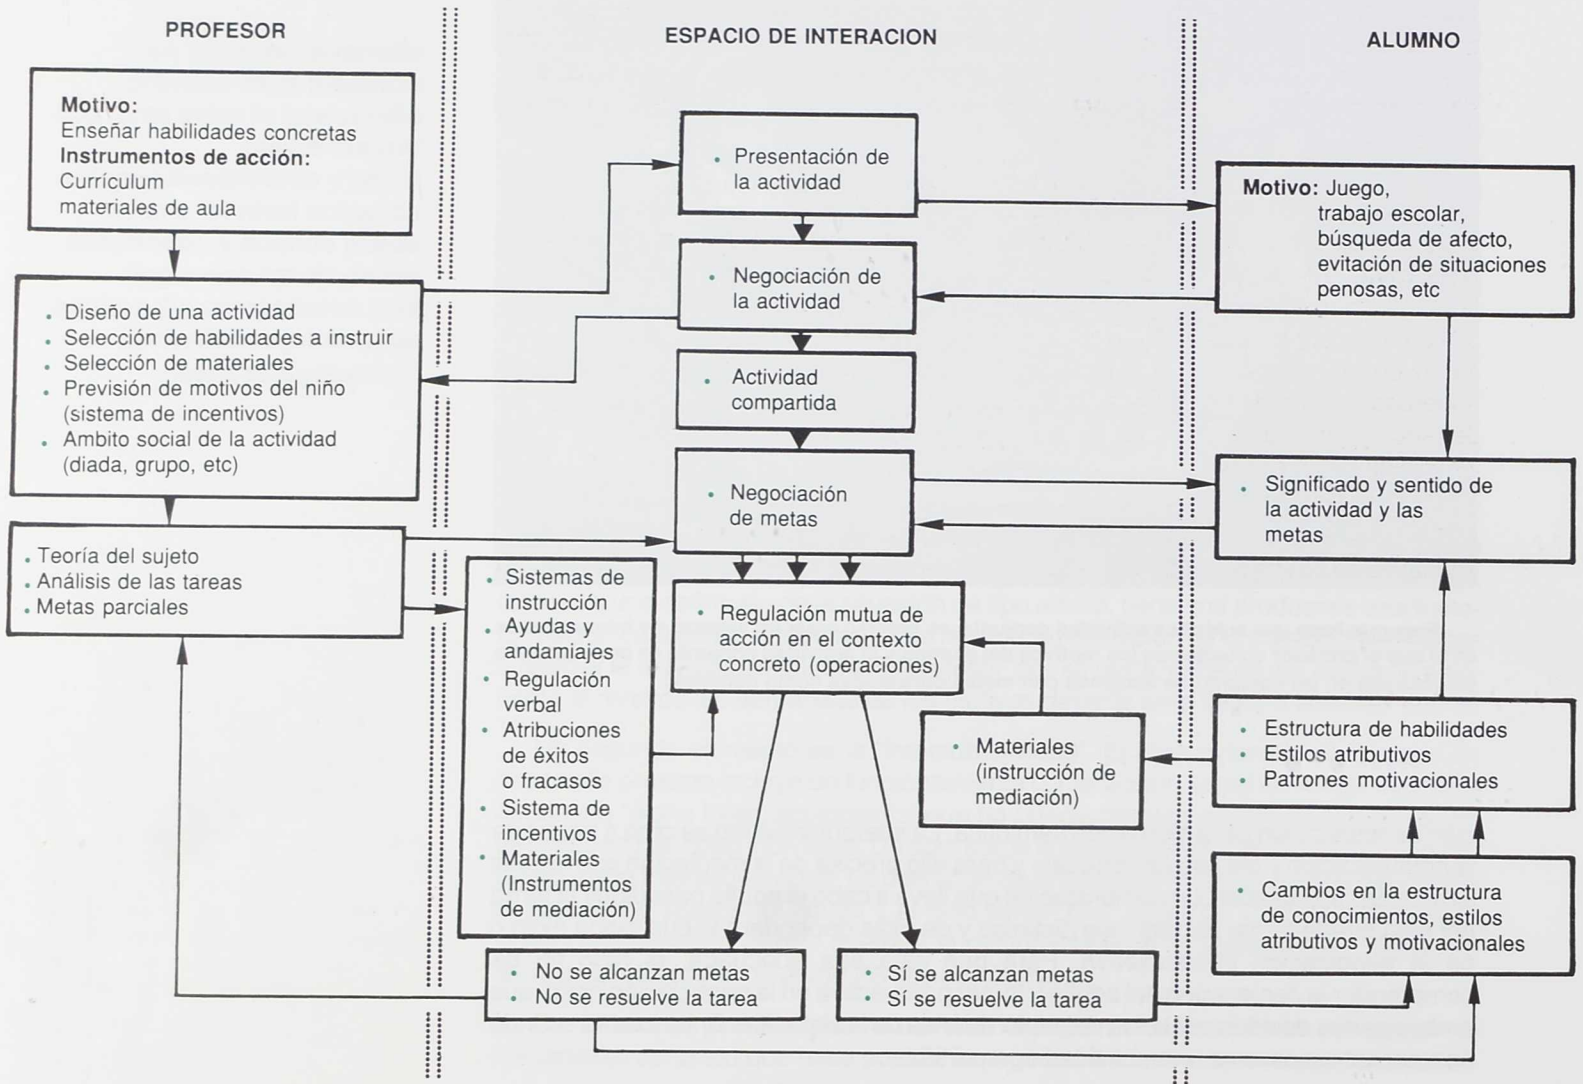 PROFESOR
ESPACIO DE INTERACION
ALUMNO
Motivo:
Enseñar habilidades concretas
Instrumentos de acción:
Currículum
materiales de aula
• Diseño de una actividad
• Selección de habilidades a instruir
• Selección de materiales
• Previsión de motivos del niño
(sistema de incentivos)
• Ambito social de la actividad
(diada, grupo, etc)
• Teoría del sujeto
• Análisis de las tareas
• Metas parciales
• Presentación de
la actividad
• Negociación de
la actividad
• Actividad
compartida
• Negociación
de metas
• Sistemas de
instrucción
• Ayudas y
andamiajes
• Regulación
verbal
• Atribuciones
de éxitos
o fracasos
• Sistema de
incentivos
• Materiales
(Instrumentos
de mediación)
• Regulación mutua de
acción en el contexto
concreto (operaciones)
• Materiales
(instrucción de
mediación)
• No se alcanzan metas
• No se resuelve la tarea
• Sí se alcanzan metas
• Sí se resuelve la tarea
Motivo: Juego,
trabajo escolar,
búsqueda de afecto,
evitación de situaciones
penosas, etc
• Significado y sentido de
la actividad y las
metas
• Estructura de habilidades
• Estilos atributivos
• Patrones motivacionales
• Cambios en la estructura
de conocimientos, estilos
atributivos y motivacionales